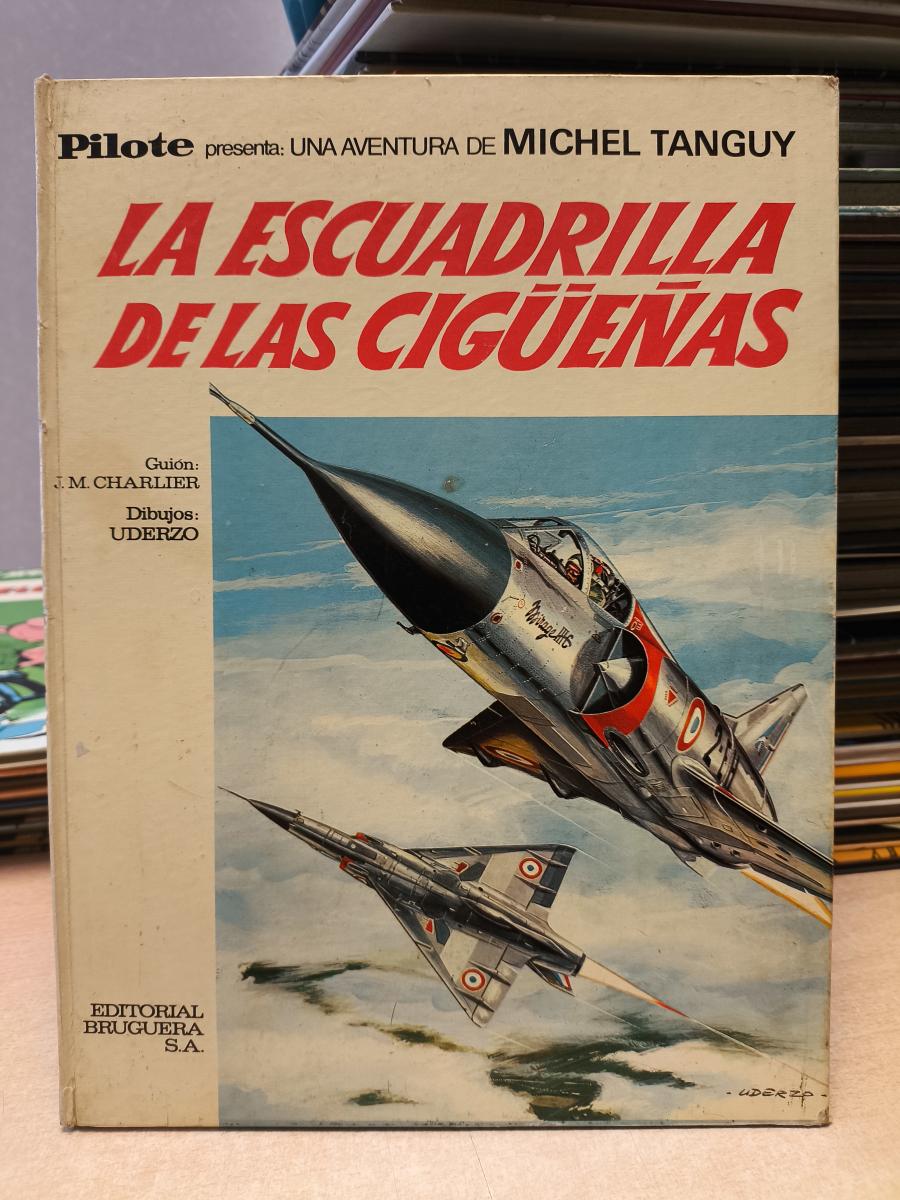 Pilote presenta: UNA AVENTURA DE MICHEL TANGUY
LA ESCUADRILLA
DE LAS CIGÜEÑAS
Guión:
J. M. CHARLIER
Dibujos:
UDERZO
Mirage III C
EDITORIAL
BRUGUERA
S.A.
- UDERZO -